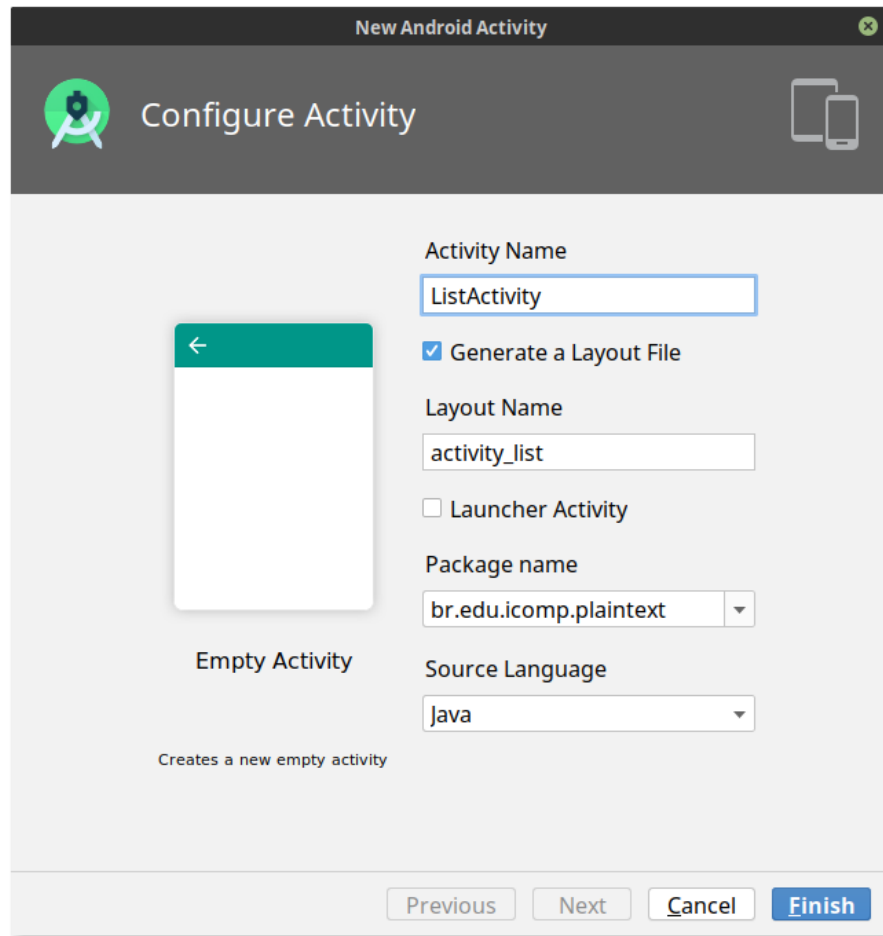 New Android Activity
Configure Activity
Activity Name
ListActivity
Generate a Layout File
Layout Name
activity_list
Launcher Activity
Package name
br.edu.icomp.plaintext
Source Language
Java
Empty Activity
Creates a new empty activity
Previous
Next
Cancel
Finish